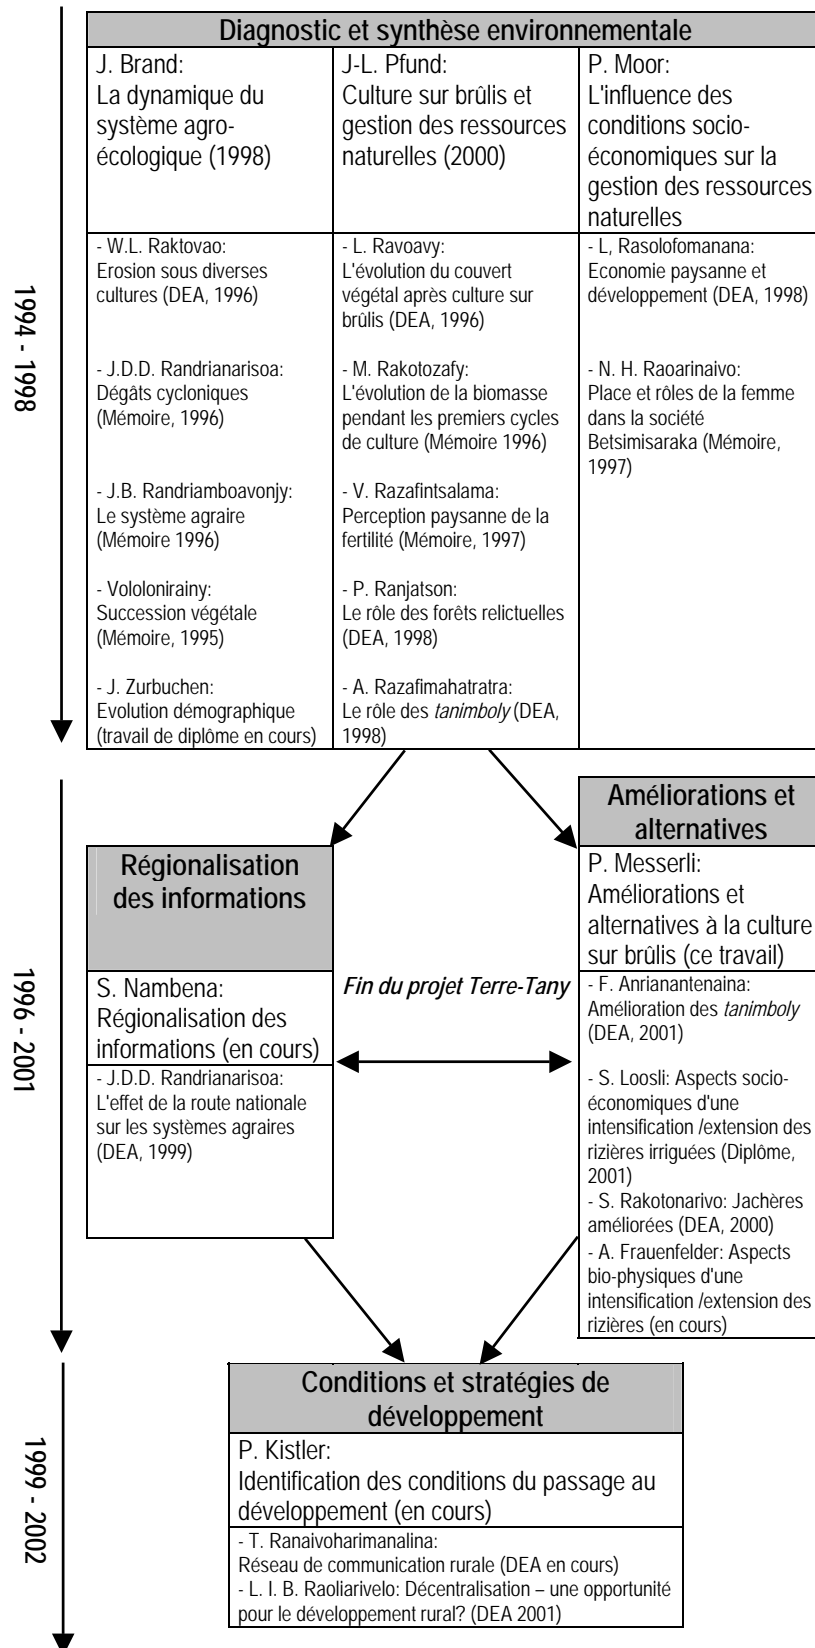 Diagnostic et synthèse environnementale
J. Brand:
La dynamique du
système agro-
écologique (1998)
J-L. Pfund:
Culture sur brûlis et
gestion des ressources
naturelles (2000)
P. Moor:
L'influence des
conditions socio-
économiques sur la
gestion des ressources
naturelles
1994 - 1998
- W.L. Raktovao:
Erosion sous diverses
cultures (DEA, 1996)
- J.D.D. Randrianarisoa:
Dégâts cycloniques
(Mémoire, 1996)
- J.B. Randriamboavonjy:
Le système agraire
(Mémoire 1996)
- Vololonirainy:
Succession végétale
(Mémoire, 1995)
- J. Zurbuchen:
Evolution démographique
(travail de diplôme en cours)
- L. Ravoavy:
L'évolution du couvert
végétal après culture sur
brûlis (DEA, 1996)
- M. Rakotozafy:
L'évolution de la biomasse
pendant les premiers cycles
de culture (Mémoire 1996)
- V. Razafintsalama:
Perception paysanne de la
fertilité (Mémoire, 1997)
- P. Ranjatson:
Le rôle des forêts relictuelles
(DEA, 1998)
- A. Razafimahatratra:
Le rôle des tanimboly (DEA,
1998)
- L, Rasolofomanana:
Economie paysanne et
développement (DEA, 1998)
- N. H. Raoarinaivo:
Place et rôles de la femme
dans la société
Betsimisaraka (Mémoire,
1997)
1996 - 2001
Régionalisation
des informations
S. Nambena:
Régionalisation des
informations (en cours)
- J.D.D. Randrianarisoa:
L'effet de la route nationale
sur les systèmes agraires
(DEA, 1999)
Fin du projet Terre-Tany
Améliorations et
alternatives
P. Messerli:
Améliorations et
alternatives à la culture
sur brûlis (ce travail)
- F. Anrianantenaina:
Amélioration des tanimboly
(DEA, 2001)
- S. Loosli: Aspects socio-
économiques d'une
intensification /extension des
rizières irriguées (Diplôme,
2001)
- S. Rakotonarivo: Jachères
améliorées (DEA, 2000)
- A. Frauenfelder: Aspects
bio-physiques d'une
intensification /extension des
rizières (en cours)
1999 - 2002
Conditions et stratégies de
développement
P. Kistler:
Identification des conditions du passage au
développement (en cours)
- T. Ranaivoharimanalina:
Réseau de communication rurale (DEA en cours)
- L. I. B. Raoliarivelo: Décentralisation – une opportunité
pour le développement rural? (DEA 2001)